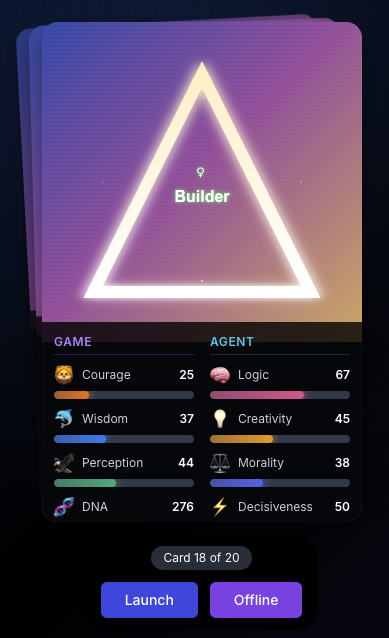 ♀
Builder
GAME
Courage 25
Wisdom 37
Perception 44
DNA 276
AGENT
Logic 67
Creativity 45
Morality 38
Decisiveness 50
Card 18 of 20
Launch
Offline